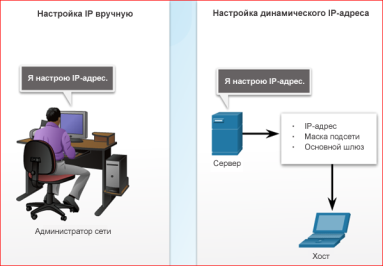 Настройка IP вручную
Я настрою IP-адрес.
Администратор сети
Настройка динамического IP-адреса
Я настрою IP-адрес.
Сервер
• IP-адрес
• Маска подсети
• Основной шлюз
Хост